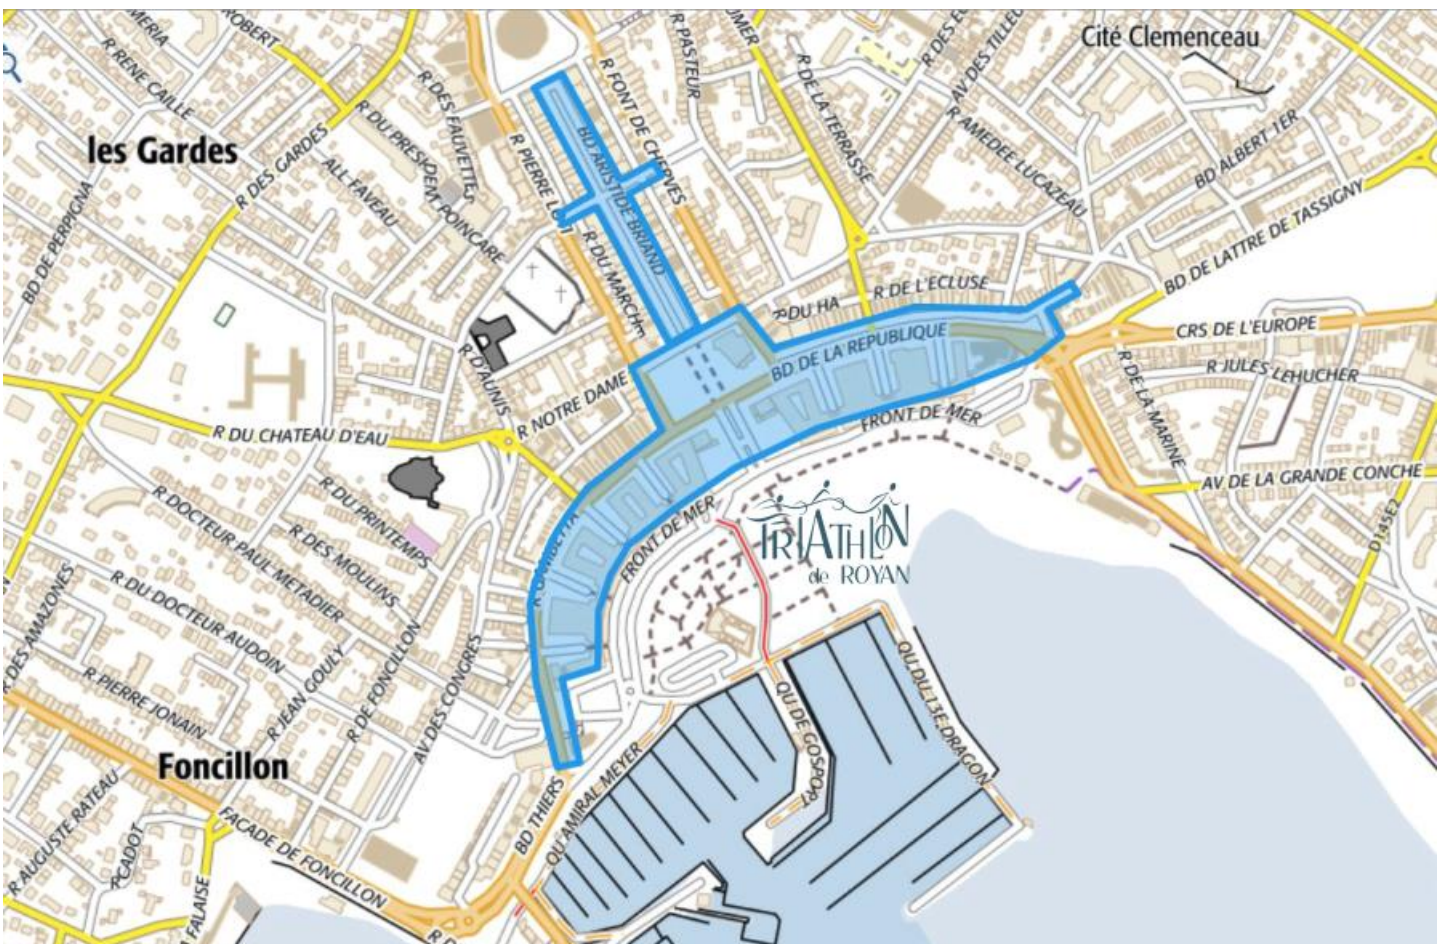 Cité Clemenceau
les Gardes
Foncillon
R RENE CAILLE
R DES GARDES
R DU PRESIDENT POINCARE
R DES FAUVETTES
ALL FAVEAU
BD DE PERPIGNA
R FONT DE CHERVES
R PASTEUR
R DE LA TERRASSE
AV DES TILLEU
R AMEDEE LUCAZEAU
BD ALBERT 1ER
BD DE LATTRE DE TASSIGNY
BD ARISTIDE BRIAND
R DU MARCHE
R DU HA
R DE L'ECLUSE
BD DE LA REPUBLIQUE
CRS DE L'EUROPE
R JULES LEHUCHER
R DE LA MARINE
AV DE LA GRANDE CONCHE
D145E2
R D'AUNIS
R NOTRE DAME
R DU CHATEAU D'EAU
FRONT DE MER
FRONT DE MER
R GAMBETTA
R DU PRINTEMPS
R DES MOULINS
R DOCTEUR PAUL METADIER
R DU DOCTEUR AUDOIN
R DES AMAZONES
R PIERRE JONAIN
R JEAN GOULY
R DE FONCILLON
AV DES CONGRES
TRIATHLON
de ROYAN
QU DE GOSPORT
QU DU 13E DRAGON
QU AMIRAL MEYER
BD THIERS
FACADE DE FONCILLON
R AUGUSTE RATEAU
FALAISE